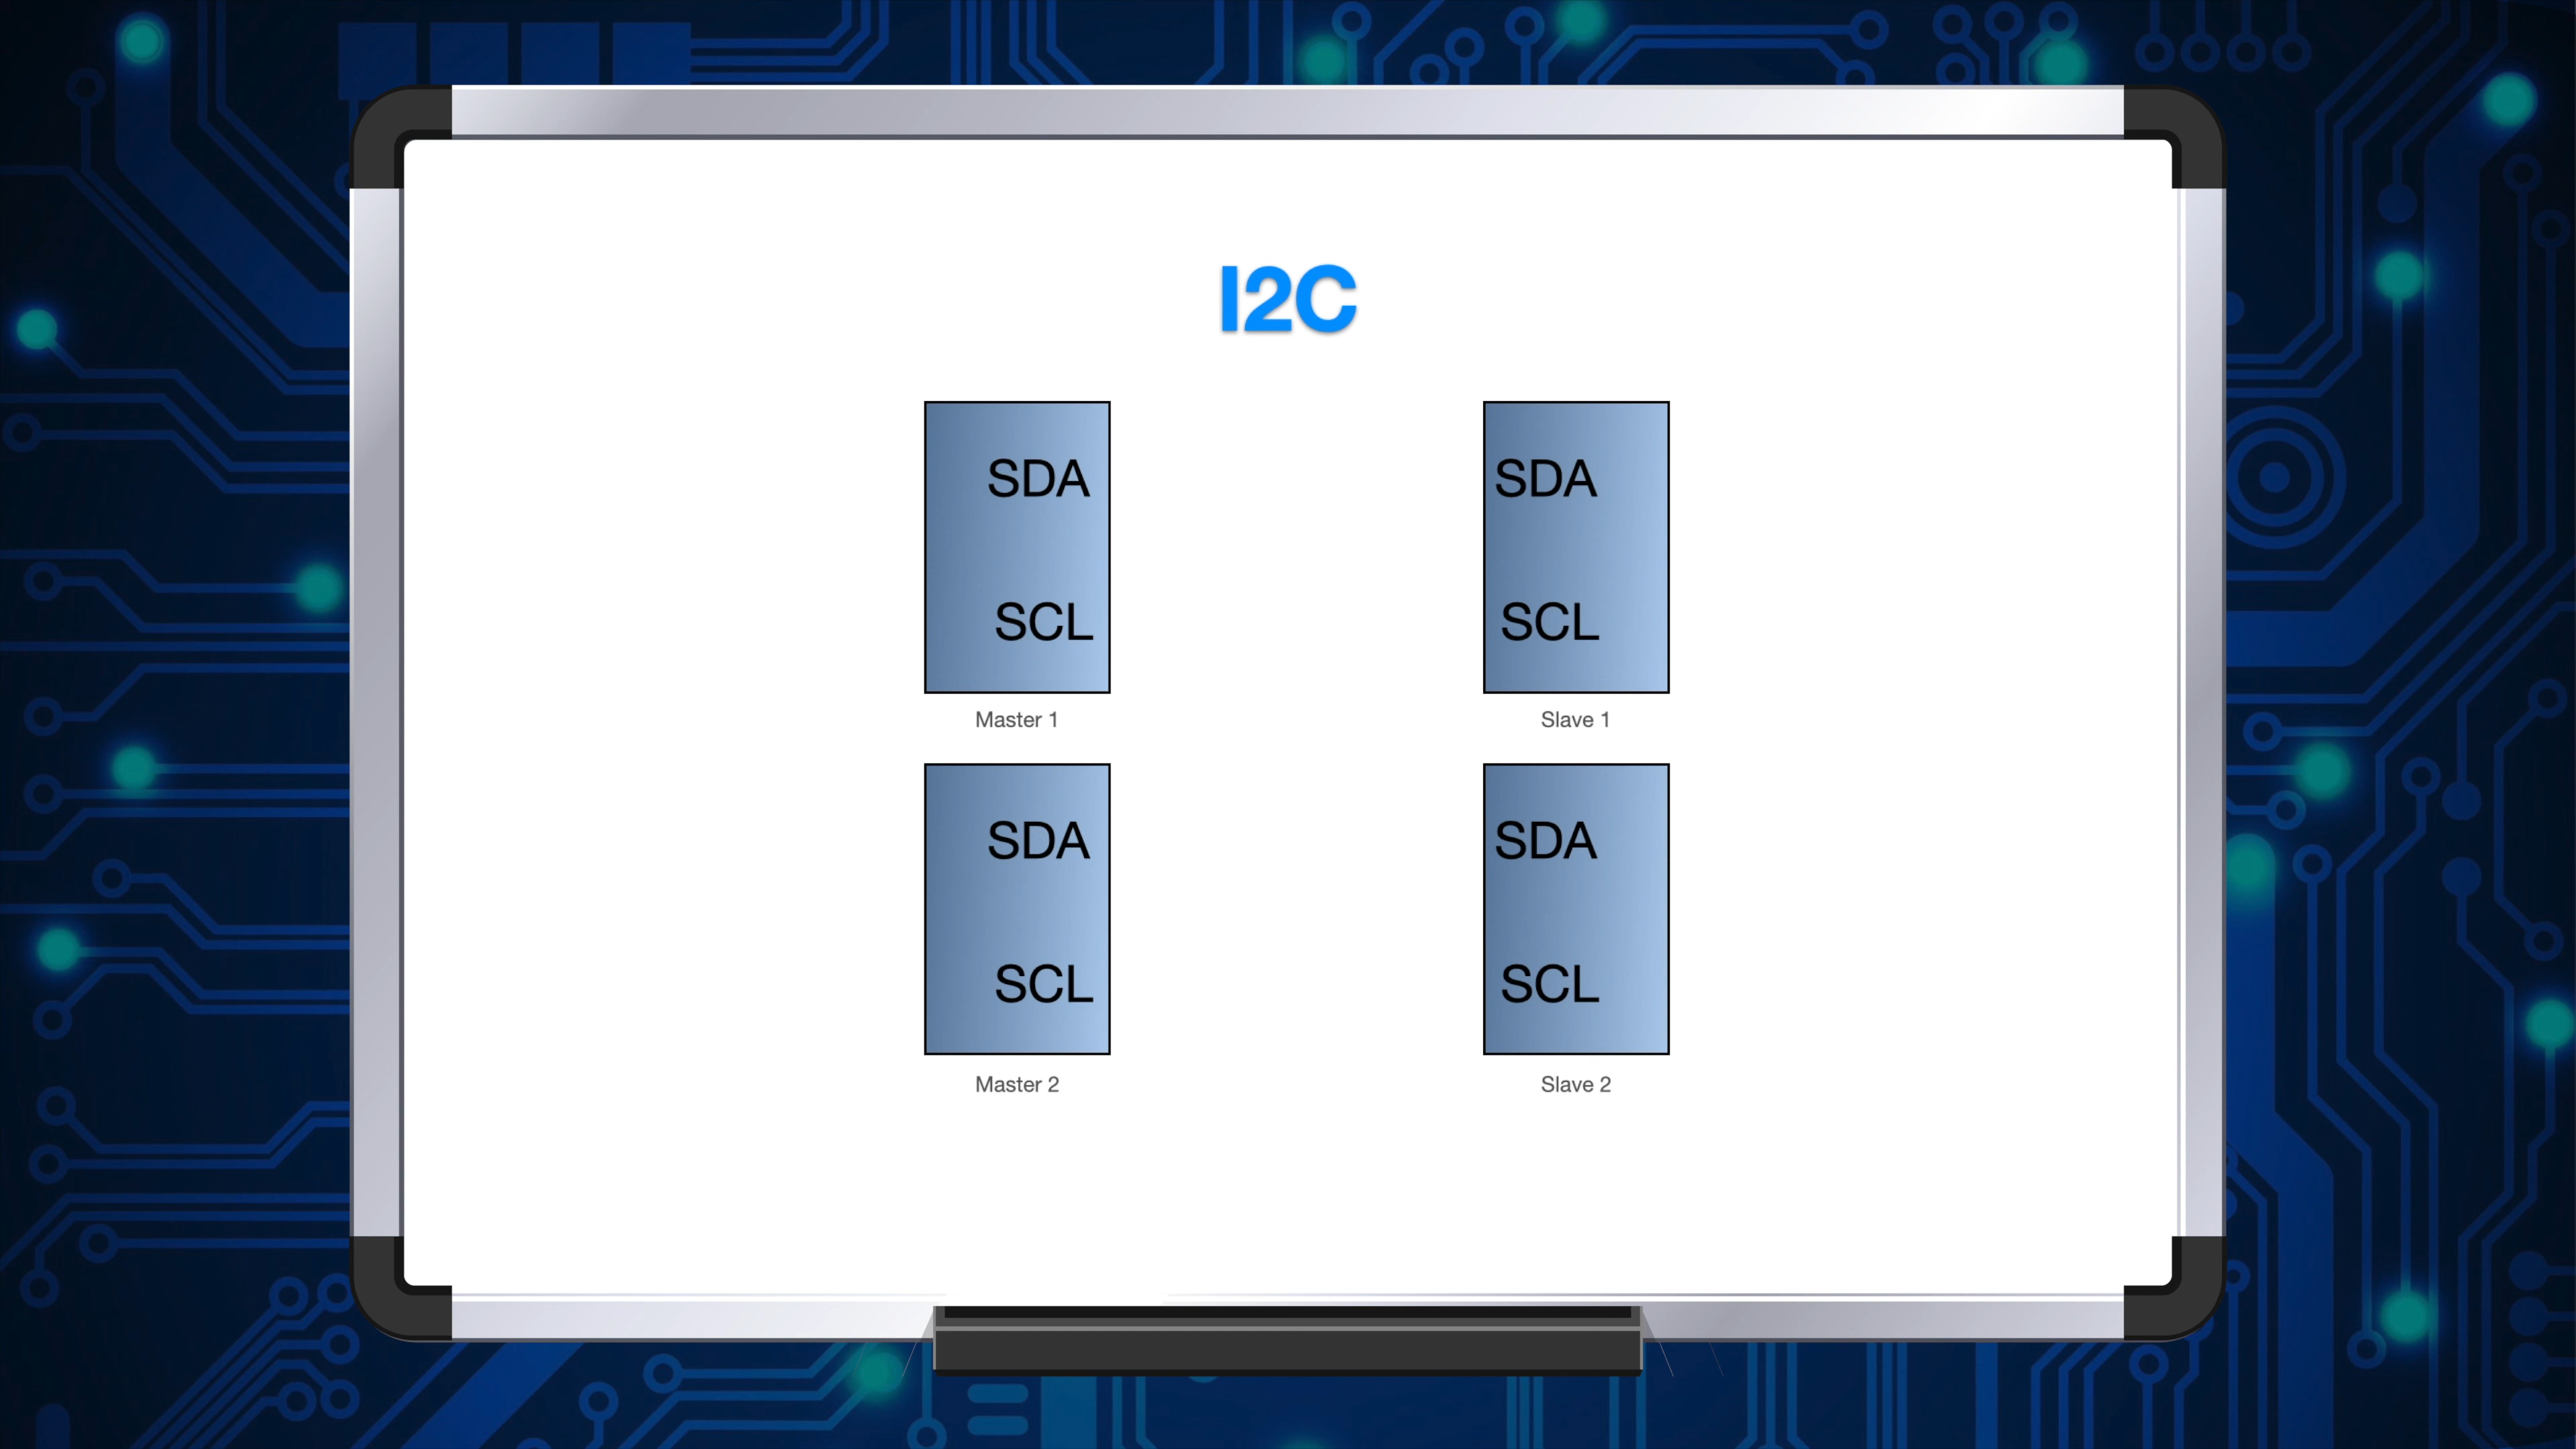 I2C
SDA
SCL
Master 1
SDA
SCL
Slave 1
SDA
SCL
Master 2
SDA
SCL
Slave 2